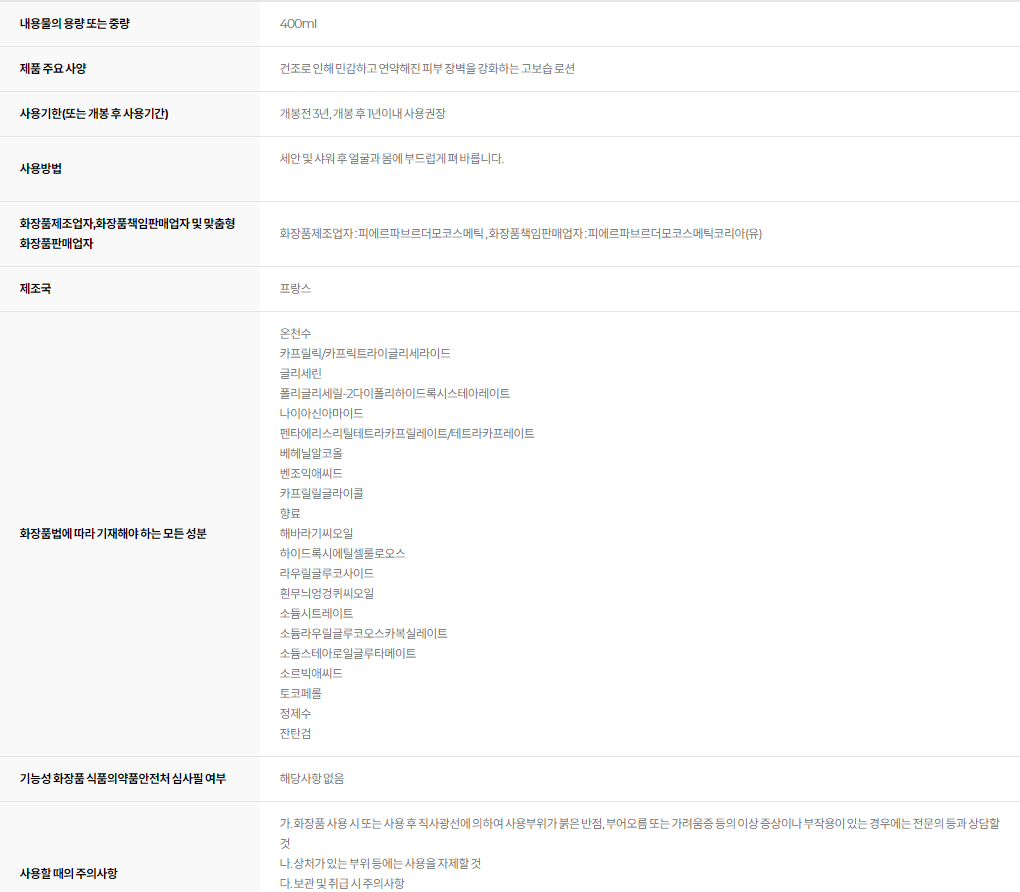 내용물의 용량 또는 중량
400ml
제품 주요 사양
건조로 인해 민감하고 연약해진 피부 장벽을 강화하는 고보습 로션
사용기한(또는 개봉 후 사용기간)
개봉전 3년, 개봉 후 1년이내 사용권장
사용방법
세안 및 샤워 후 얼굴과 몸에 부드럽게 펴 바릅니다.
화장품제조업자,화장품책임판매업자 및 맞춤형
화장품판매업자
화장품제조업자 : 피에르파브르더모코스메틱 , 화장품책임판매업자 : 피에르파브르더모코스메틱코리아(유)
제조국
프랑스
화장품법에 따라 기재해야 하는 모든 성분
온천수
카프릴릭/카프릭트라이글리세라이드
글리세린
폴리글리세릴-2다이폴리하이드록시스테아레이트
나이아신아마이드
펜타에리스리틸테트라카프릴레이트/테트라카프레이트
베헤닐알코올
벤조익애씨드
카프릴릴글라이콜
향료
해바라기씨오일
하이드록시에틸셀룰로오스
라우릴글루코사이드
흰무늬엉겅퀴씨오일
소듐시트레이트
소듐라우릴글루코오스카복실레이트
소듐스테아로일글루타메이트
소르빅애씨드
토코페롤
정제수
잔탄검
기능성 화장품 식품의약품안전처 심사필 여부
해당사항 없음
사용할 때의 주의사항
가. 화장품 사용 시 또는 사용 후 직사광선에 의하여 사용부위가 붉은 반점, 부어오름 또는 가려움증 등의 이상 증상이나 부작용이 있는 경우에는 전문의 등과 상담할
것
나. 상처가 있는 부위 등에는 사용을 자제할 것
다. 보관 및 취급 시 주의사항